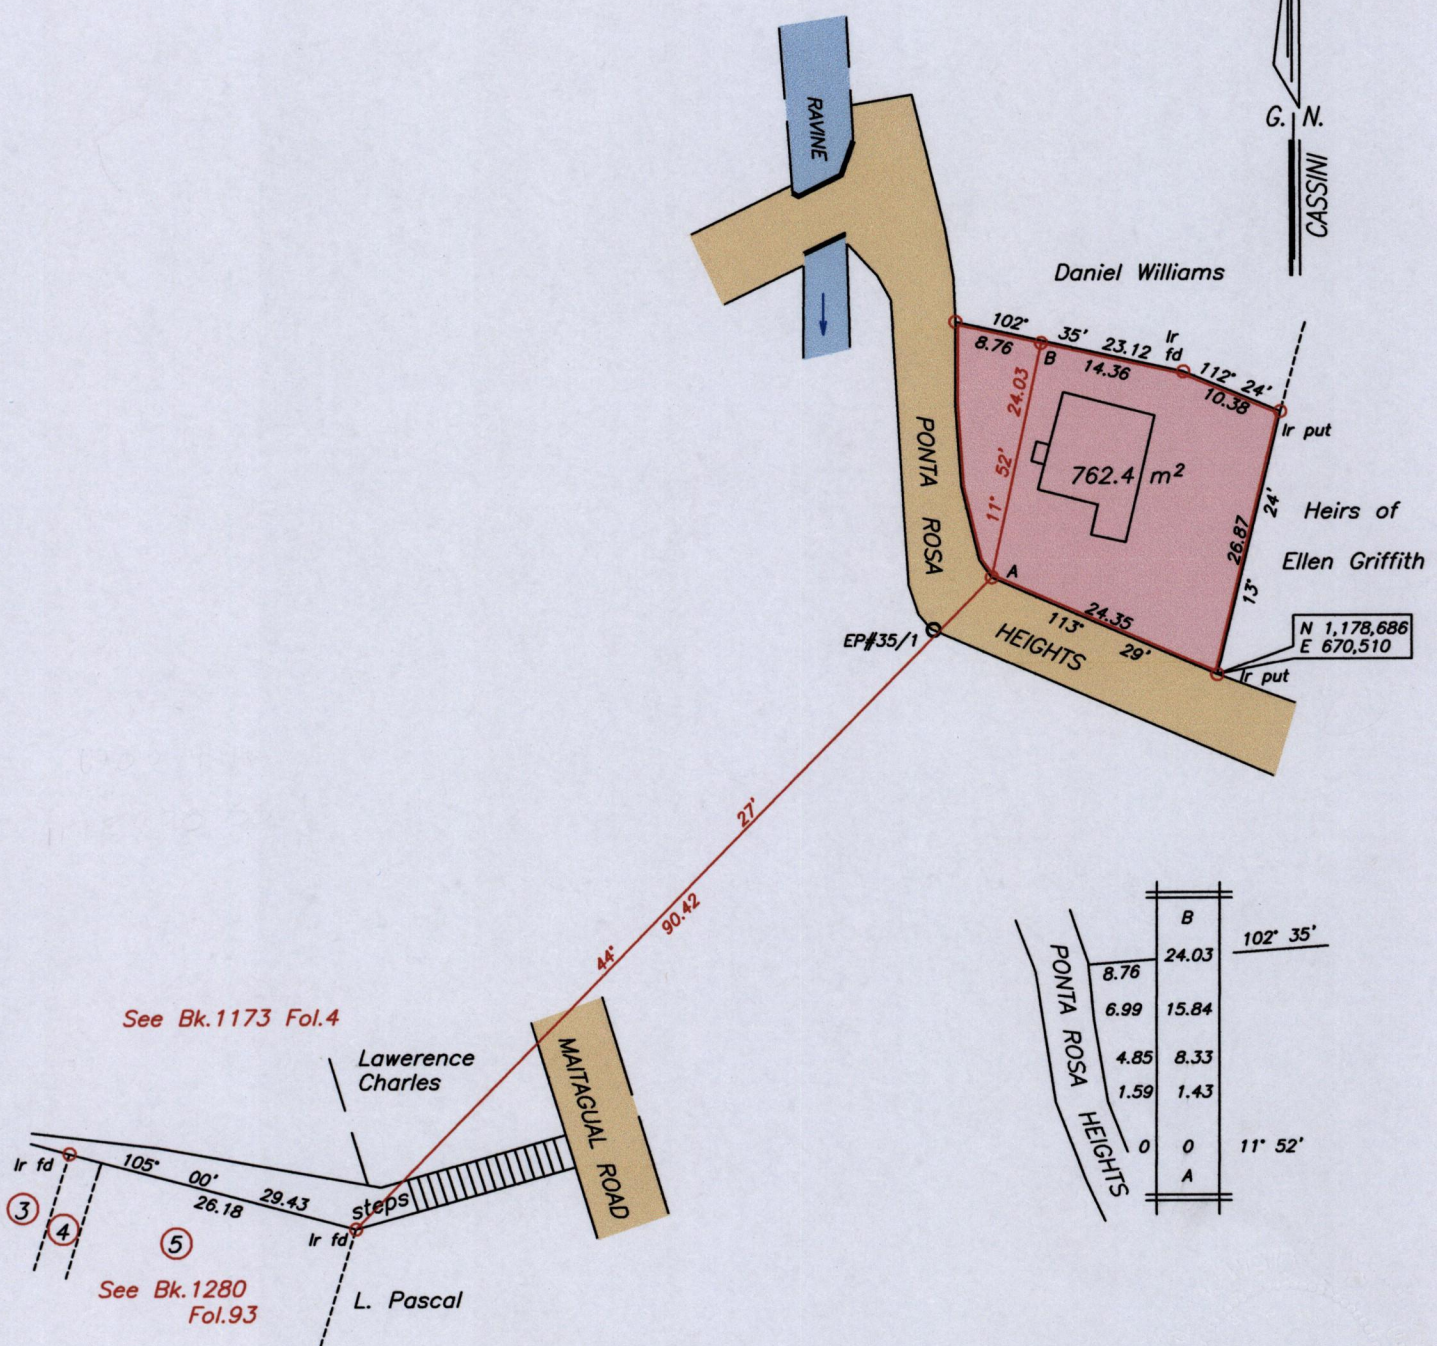 G. N.
CASSINI
RAVINE
Daniel Williams
102° 35' 23.12
8.76
B
14.36
Ir
fd
112° 24'
10.38
Ir put
24.03
11° 52'
762.4 m²
PONTA ROSA
HEIGHTS
A
24.35
113° 29'
26.87
13° 24'
Heirs of
Ellen Griffith
N 1,178,686
E 670,510
Ir put
EP#35/1
44° 27'
90.42
See Bk.1173 Fol.4
Lawerence
Charles
MAITAGUAL ROAD
steps
Ir fd
105° 00' 29.43
26.18
Ir fd
3
4
5
See Bk.1280
Fol.93
L. Pascal
PONTA ROSA HEIGHTS
B
8.76 24.03 102° 35'
6.99 15.84
4.85 8.33
1.59 1.43
0 0 11° 52'
A